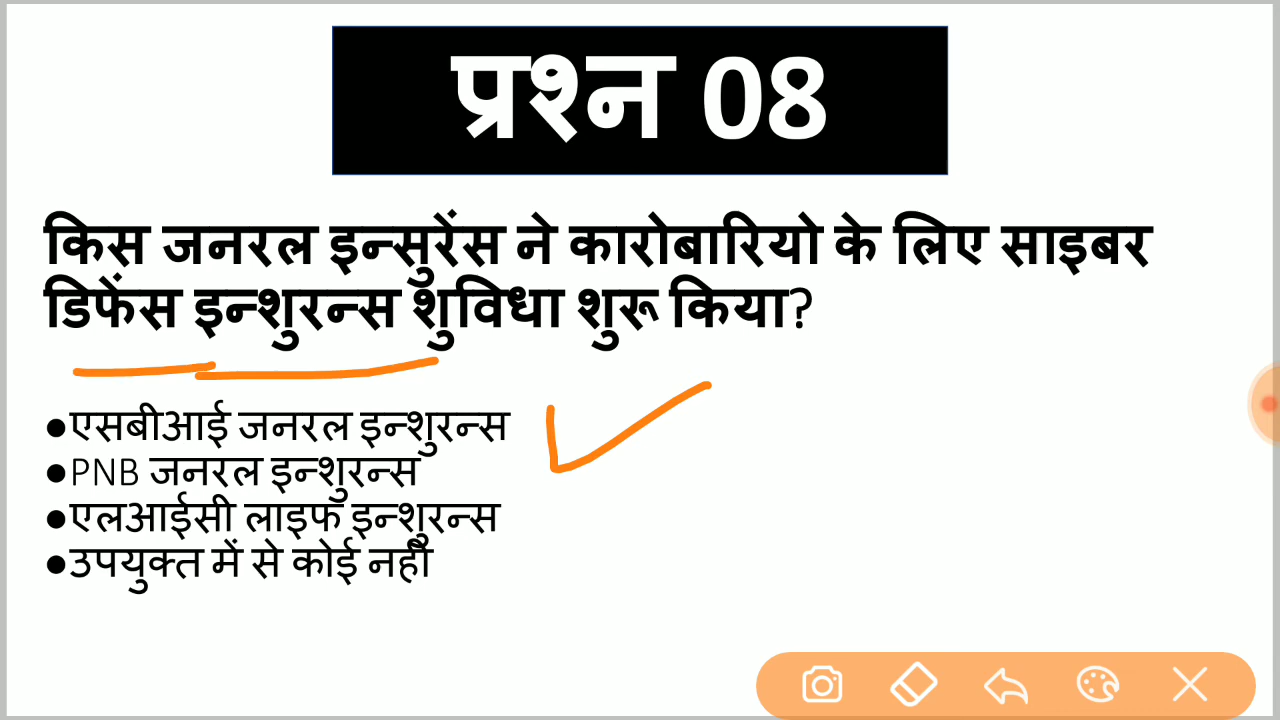 प्रश्न 08
किस जनरल इन्सुरेंस ने कारोबारियो के लिए साइबर
डिफेंस इन्शुरन्स शुविधा शुरू किया?
●एसबीआई जनरल इन्शुरन्स
●PNB जनरल इन्शुरन्स
●एलआईसी लाइफ इन्शुरन्स
●उपयुक्त में से कोई नही